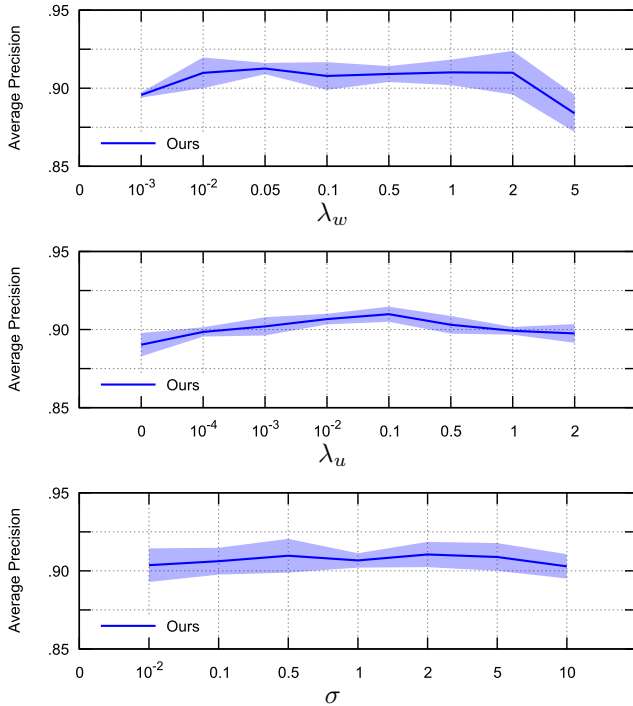 .95
.90
.85
Average Precision
Ours
0 10⁻³ 10⁻² 0.05 0.1 0.5 1 2 5
λ_w
.95
.90
.85
Average Precision
Ours
0 10⁻⁴ 10⁻³ 10⁻² 0.1 0.5 1 2
λ_u
.95
.90
.85
Average Precision
Ours
0 10⁻² 0.1 0.5 1 2 5 10
σ